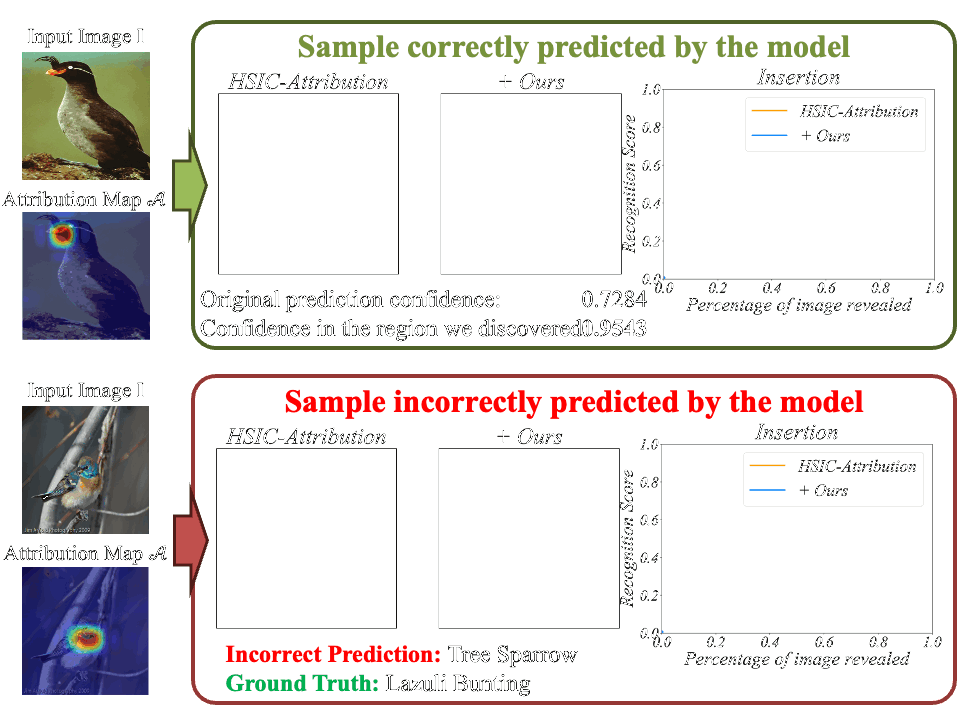 Input Image I
Attribution Map 𝒜
Sample correctly predicted by the model
HSIC-Attribution
+ Ours
Insertion
HSIC-Attribution
+ Ours
Recognition Score
1.0
0.8
0.6
0.4
0.2
0.0
0.0 0.2 0.4 0.6 0.8 1.0
Percentage of image revealed
Original prediction confidence: 0.7284
Confidence in the region we discovered0.9543
Input Image I
Attribution Map 𝒜
Sample incorrectly predicted by the model
HSIC-Attribution
+ Ours
Insertion
HSIC-Attribution
+ Ours
Recognition Score
1.0
0.8
0.6
0.4
0.2
0.0
0.0 0.2 0.4 0.6 0.8 1.0
Percentage of image revealed
Incorrect Prediction: Tree Sparrow
Ground Truth: Lazuli Bunting